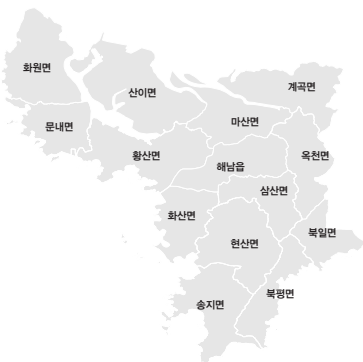 화원면
계곡면
산이면
마산면
문내면
황산면
옥천면
해남읍
삼산면
화산면
북일면
현산면
북평면
송지면